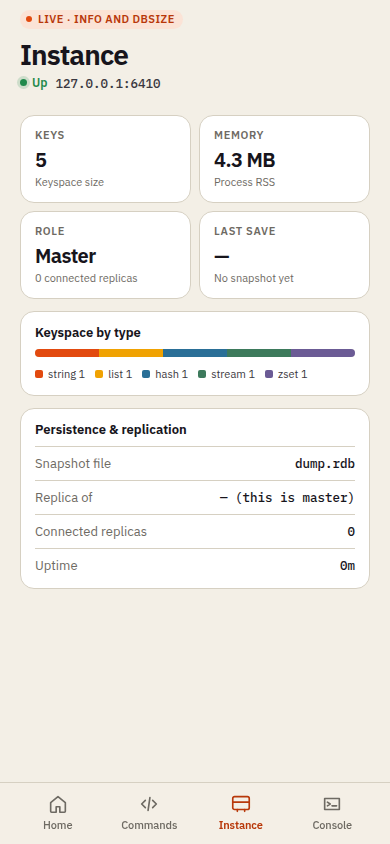 LIVE · INFO AND DBSIZE
Instance
Up 127.0.0.1:6410
KEYS
5
Keyspace size
MEMORY
4.3 MB
Process RSS
ROLE
Master
0 connected replicas
LAST SAVE
—
No snapshot yet
Keyspace by type
string 1 list 1 hash 1 stream 1 zset 1
Persistence & replication
Snapshot file dump.rdb
Replica of — (this is master)
Connected replicas 0
Uptime 0m
Home Commands Instance Console